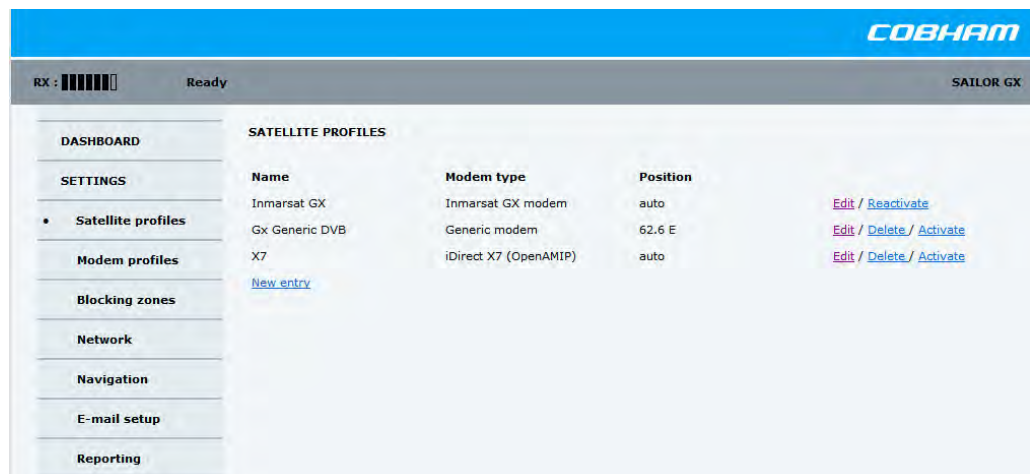 COBHAM
RX :
Ready
SAILOR GX
DASHBOARD
SETTINGS
• Satellite profiles
Modem profiles
Blocking zones
Network
Navigation
E-mail setup
Reporting
SATELLITE PROFILES
Name Modem type Position
Inmarsat GX Inmarsat GX modem auto Edit / Reactivate
Gx Generic DVB Generic modem 62.6 E Edit / Delete / Activate
X7 iDirect X7 (OpenAMIP) auto Edit / Delete / Activate
New entry